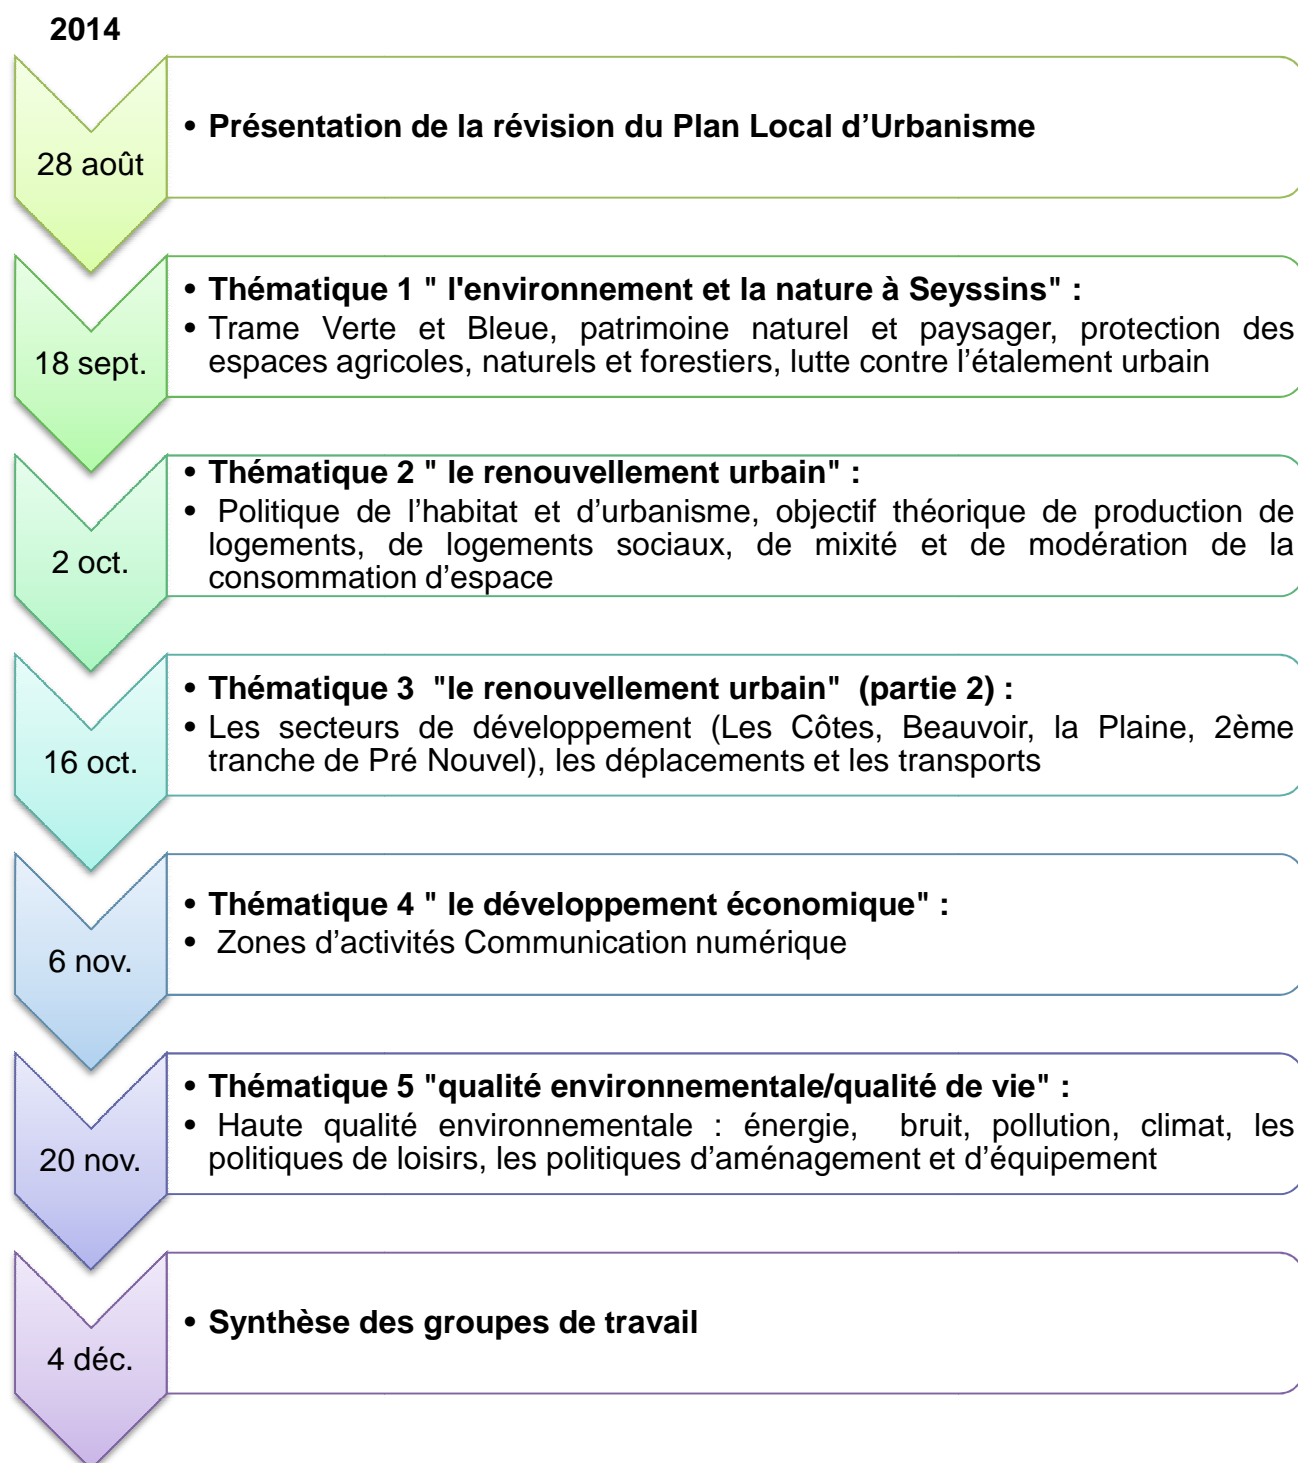 2014
28 août
• Présentation de la révision du Plan Local d’Urbanisme
18 sept.
• Thématique 1 " l'environnement et la nature à Seyssins" :
• Trame Verte et Bleue, patrimoine naturel et paysager, protection des
espaces agricoles, naturels et forestiers, lutte contre l’étalement urbain
2 oct.
• Thématique 2 " le renouvellement urbain" :
• Politique de l’habitat et d’urbanisme, objectif théorique de production de
logements, de logements sociaux, de mixité et de modération de la
consommation d’espace
16 oct.
• Thématique 3 "le renouvellement urbain" (partie 2) :
• Les secteurs de développement (Les Côtes, Beauvoir, la Plaine, 2ème
tranche de Pré Nouvel), les déplacements et les transports
6 nov.
• Thématique 4 " le développement économique" :
• Zones d’activités Communication numérique
20 nov.
• Thématique 5 "qualité environnementale/qualité de vie" :
• Haute qualité environnementale : énergie, bruit, pollution, climat, les
politiques de loisirs, les politiques d’aménagement et d’équipement
4 déc.
• Synthèse des groupes de travail